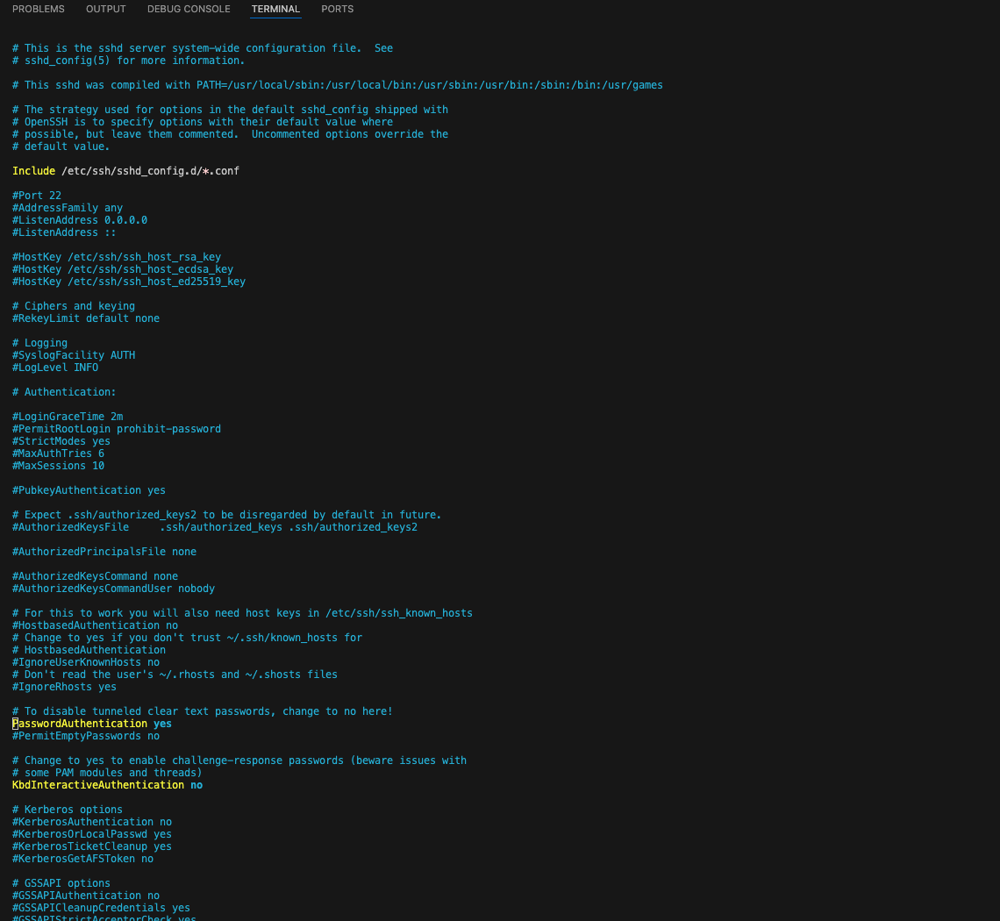 PROBLEMS OUTPUT DEBUG CONSOLE TERMINAL PORTS
# This is the sshd server system-wide configuration file.  See
# sshd_config(5) for more information.
# This sshd was compiled with PATH=/usr/local/sbin:/usr/local/bin:/usr/sbin:/usr/bin:/sbin:/bin:/usr/games
# The strategy used for options in the default sshd_config shipped with
# OpenSSH is to specify options with their default value where
# possible, but leave them commented.  Uncommented options override the
# default value.
Include /etc/ssh/sshd_config.d/*.conf
#Port 22
#AddressFamily any
#ListenAddress 0.0.0.0
#ListenAddress ::
#HostKey /etc/ssh/ssh_host_rsa_key
#HostKey /etc/ssh/ssh_host_ecdsa_key
#HostKey /etc/ssh/ssh_host_ed25519_key
# Ciphers and keying
#RekeyLimit default none
# Logging
#SyslogFacility AUTH
#LogLevel INFO
# Authentication:
#LoginGraceTime 2m
#PermitRootLogin prohibit-password
#StrictModes yes
#MaxAuthTries 6
#MaxSessions 10
#PubkeyAuthentication yes
# Expect .ssh/authorized_keys2 to be disregarded by default in future.
#AuthorizedKeysFile     .ssh/authorized_keys .ssh/authorized_keys2
#AuthorizedPrincipalsFile none
#AuthorizedKeysCommand none
#AuthorizedKeysCommandUser nobody
# For this to work you will also need host keys in /etc/ssh/ssh_known_hosts
#HostbasedAuthentication no
# Change to yes if you don't trust ~/.ssh/known_hosts for
# HostbasedAuthentication
#IgnoreUserKnownHosts no
# Don't read the user's ~/.rhosts and ~/.shosts files
#IgnoreRhosts yes
# To disable tunneled clear text passwords, change to no here!
PasswordAuthentication yes
#PermitEmptyPasswords no
# Change to yes to enable challenge-response passwords (beware issues with
# some PAM modules and threads)
KbdInteractiveAuthentication no
# Kerberos options
#KerberosAuthentication no
#KerberosOrLocalPasswd yes
#KerberosTicketCleanup yes
#KerberosGetAFSToken no
# GSSAPI options
#GSSAPIAuthentication no
#GSSAPICleanupCredentials yes
#GSSAPIStrictAcceptorCheck yes